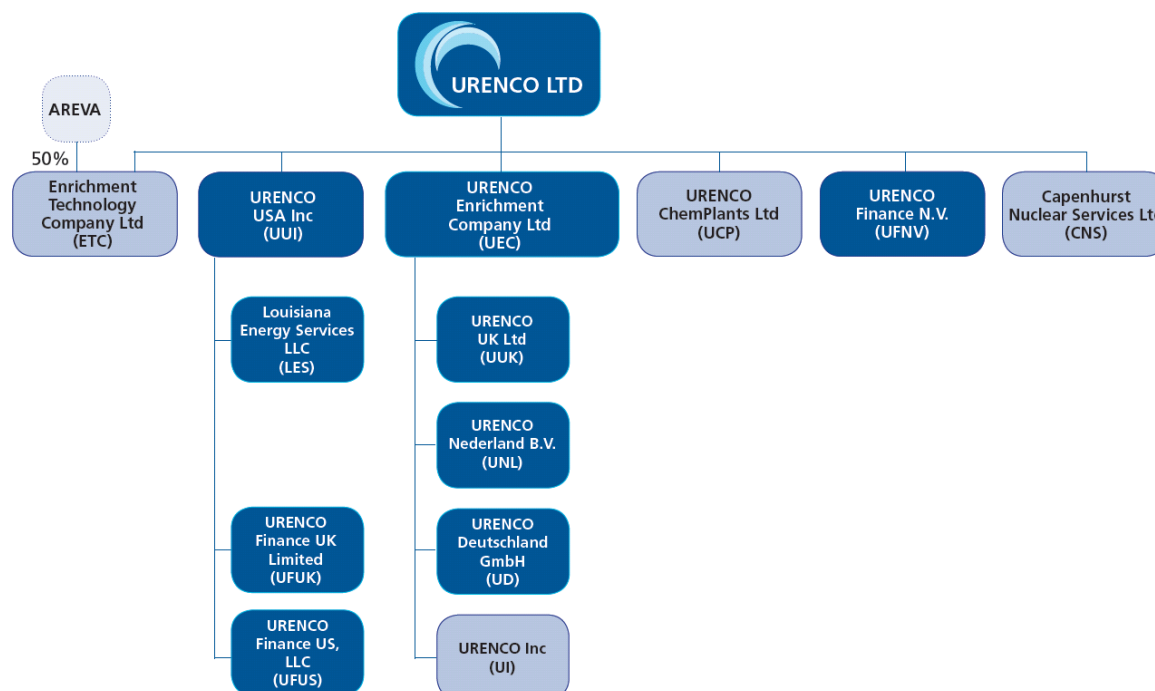 URENCO LTD
AREVA
50%
Enrichment
Technology
Company Ltd
(ETC)
URENCO
USA Inc
(UUI)
URENCO
Enrichment
Company Ltd
(UEC)
URENCO
ChemPlants Ltd
(UCP)
URENCO
Finance N.V.
(UFNV)
Capenhurst
Nuclear Services Lt
(CNS)
Louisiana
Energy Services
LLC
(LES)
URENCO
Finance UK
Limited
(UFUK)
URENCO
Finance US,
LLC
(UFUS)
URENCO
UK Ltd
(UUK)
URENCO
Nederland B.V.
(UNL)
URENCO
Deutschland
GmbH
(UD)
URENCO Inc
(UI)